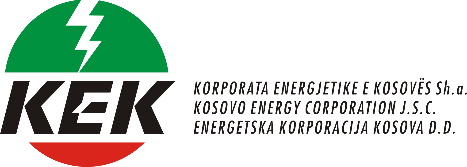 KEK
KORPORATA ENERGJETIKE E KOSOVËS Sh.a.
KOSOVO ENERGY CORPORATION J.S.C.
ENERGETSKA KORPORACIJA KOSOVA D.D.